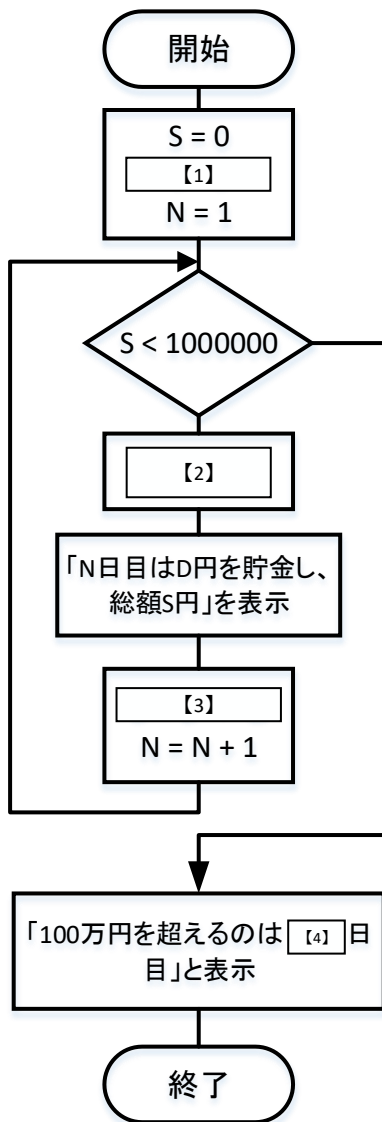 開始
S = 0
【1】
N = 1
S < 1000000
【2】
「N日目はD円を貯金し、
総額S円」を表示
【3】
N = N + 1
「100万円を超えるのは【4】日
目」と表示
終了